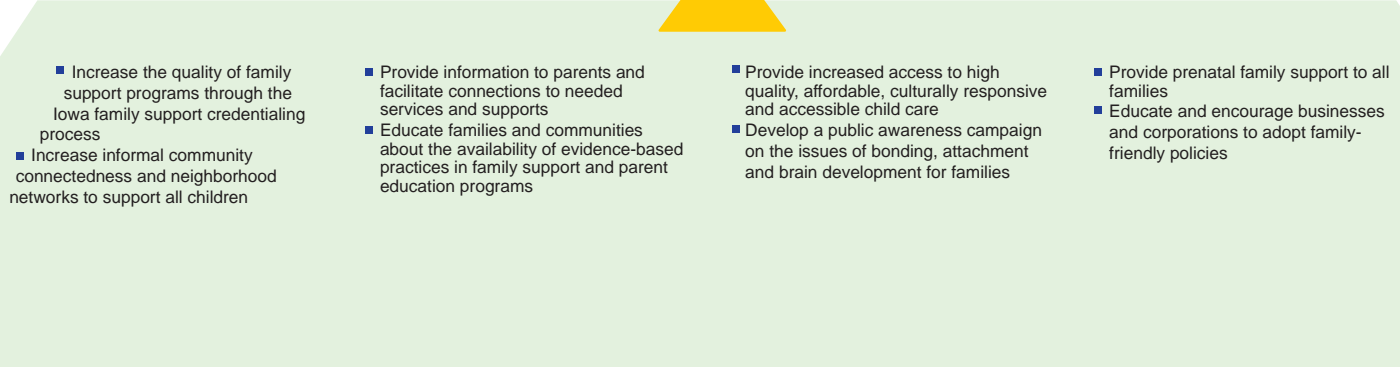 Increase the quality of family
support programs through the
Iowa family support credentialing
process
Increase informal community
connectedness and neighborhood
networks to support all children
Provide information to parents and
facilitate connections to needed
services and supports
Educate families and communities
about the availability of evidence-based
practices in family support and parent
education programs
Provide increased access to high
quality, affordable, culturally responsive
and accessible child care
Develop a public awareness campaign
on the issues of bonding, attachment
and brain development for families
Provide prenatal family support to all
families
Educate and encourage businesses
and corporations to adopt family-
friendly policies